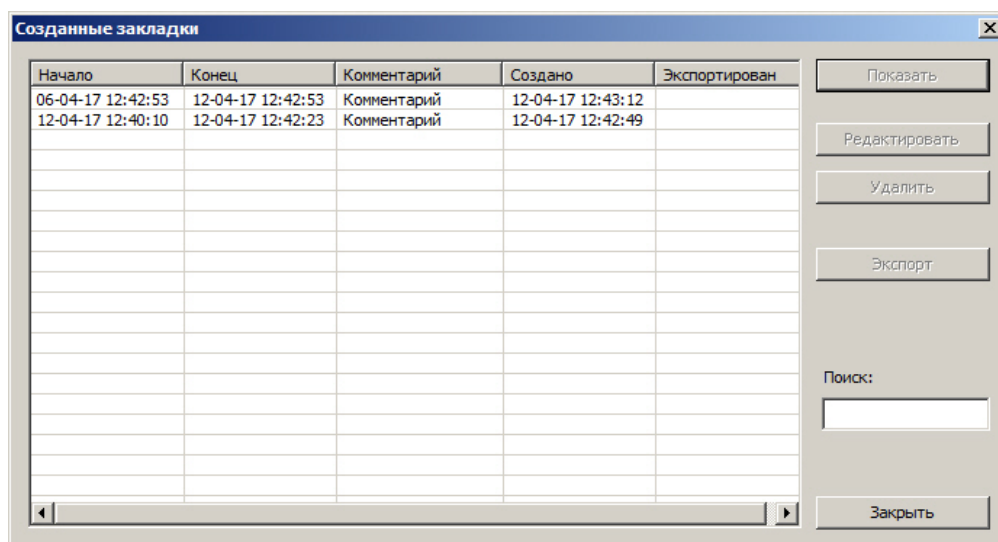 Созданные закладки
Начало Конец Комментарий Создано Экспортирован
06-04-17 12:42:53 12-04-17 12:42:53 Комментарий 12-04-17 12:43:12
12-04-17 12:40:10 12-04-17 12:42:23 Комментарий 12-04-17 12:42:49
Показать
Редактировать
Удалить
Экспорт
Поиск:
Закрыть